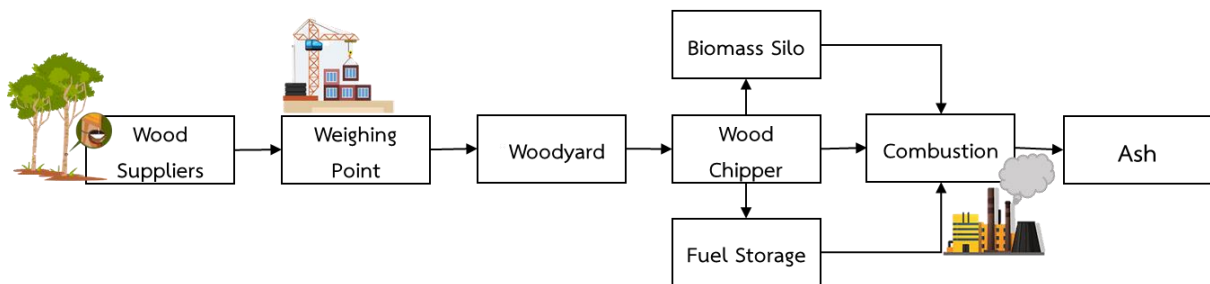 Biomass Silo
Wood
Suppliers
Weighing
Point
Woodyard
Wood
Chipper
Combustion
Ash
Fuel Storage